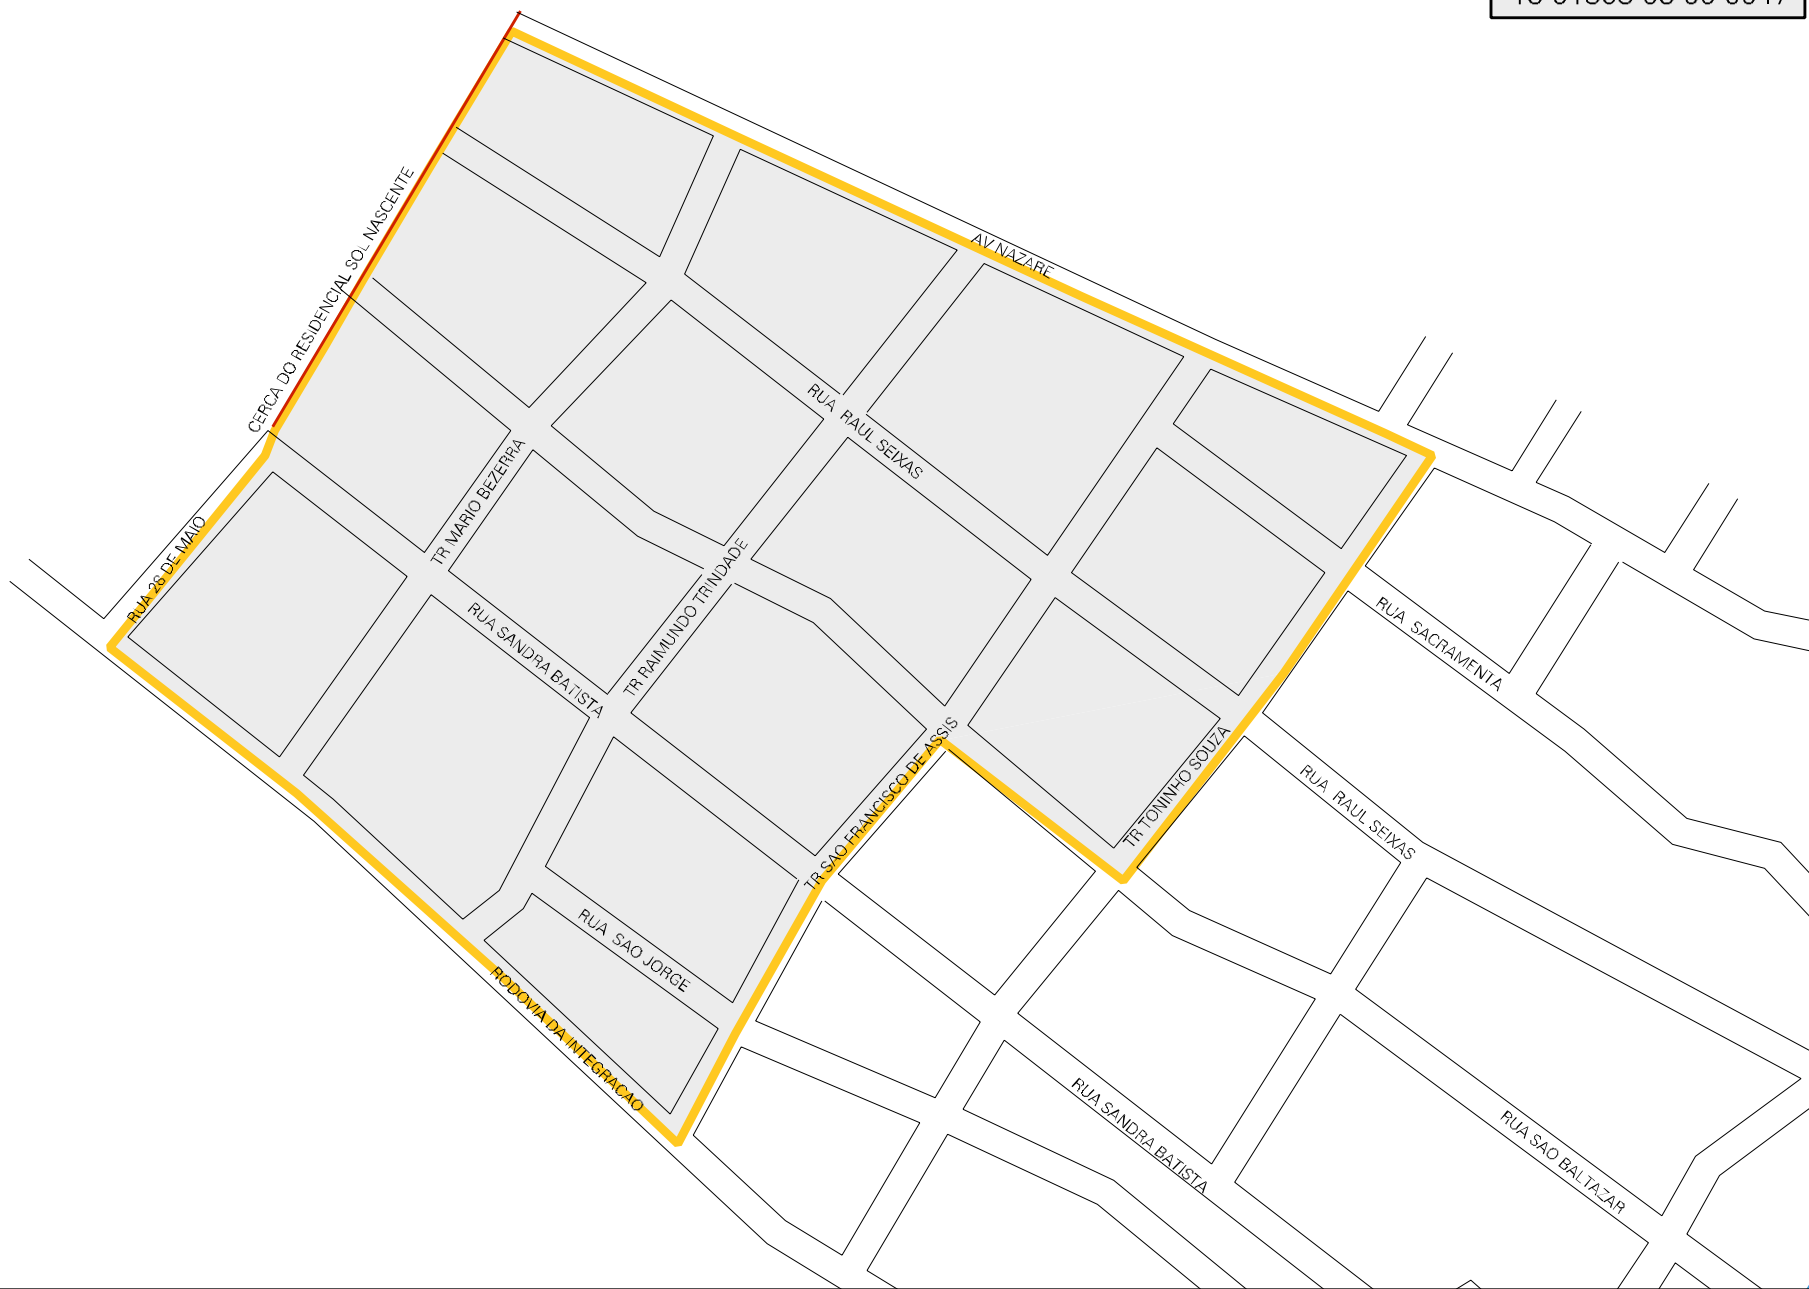 CERCA DO RESIDENCIAL SOL NASCENTE
AV NAZARE
RUA RAUL SEIXAS
TR MARIO BEZERRA
RUA 28 DE MAIO
TR RAIMUNDO TRINDADE
RUA SANDRA BATISTA
RUA SACRAMENTA
TR SAO FRANCISCO DE ASSIS
TR TONINHO SOUZA
RUA RAUL SEIXAS
RUA SAO JORGE
RODOVIA DA INTEGRACAO
RUA SANDRA BATISTA
RUA SAO BALTAZAR